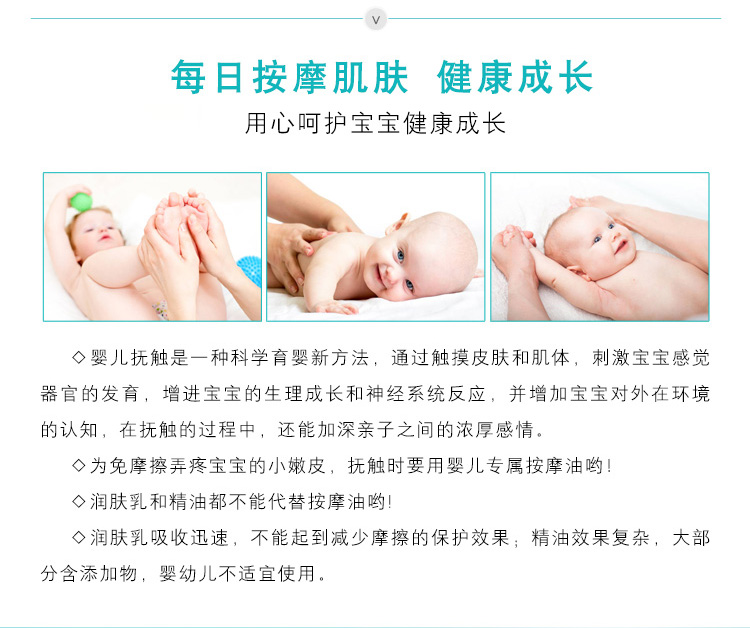 V
每日按摩肌肤 健康成长
用心呵护宝宝健康成长
◇婴儿抚触是一种科学育婴新方法，通过触摸皮肤和肌体，刺激宝宝感觉
器官的发育，增进宝宝的生理成长和神经系统反应，并增加宝宝对外在环境
的认知，在抚触的过程中，还能加深亲子之间的浓厚感情。
◇为免摩擦弄疼宝宝的小嫩皮，抚触时要用婴儿专属按摩油哟!
◇润肤乳和精油都不能代替按摩油哟!
◇润肤乳吸收迅速，不能起到减少摩擦的保护效果；精油效果复杂，大部
分含添加物，婴幼儿不适宜使用。